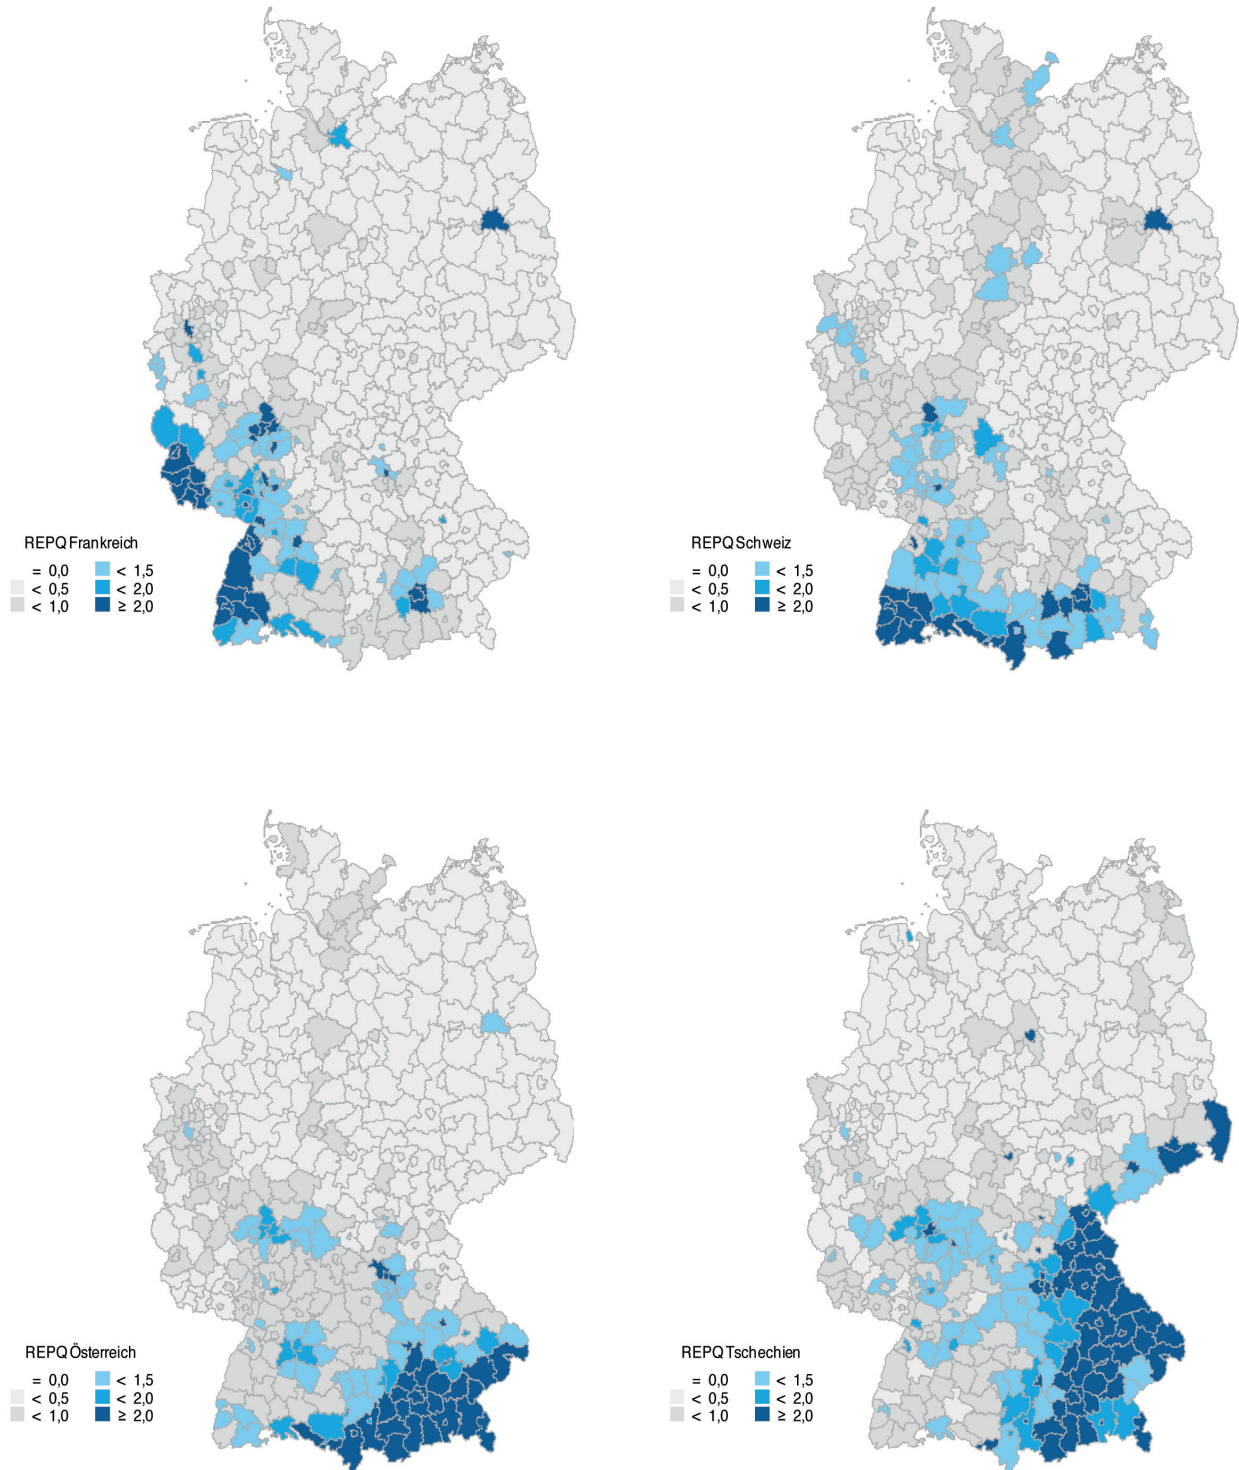 REPQ Frankreich
= 0,0 < 1,5
< 0,5 < 2,0
< 1,0 ≥ 2,0
REPQ Schweiz
= 0,0 < 1,5
< 0,5 < 2,0
< 1,0 ≥ 2,0
REPQ Österreich
= 0,0 < 1,5
< 0,5 < 2,0
< 1,0 ≥ 2,0
REPQ Tschechien
= 0,0 < 1,5
< 0,5 < 2,0
< 1,0 ≥ 2,0